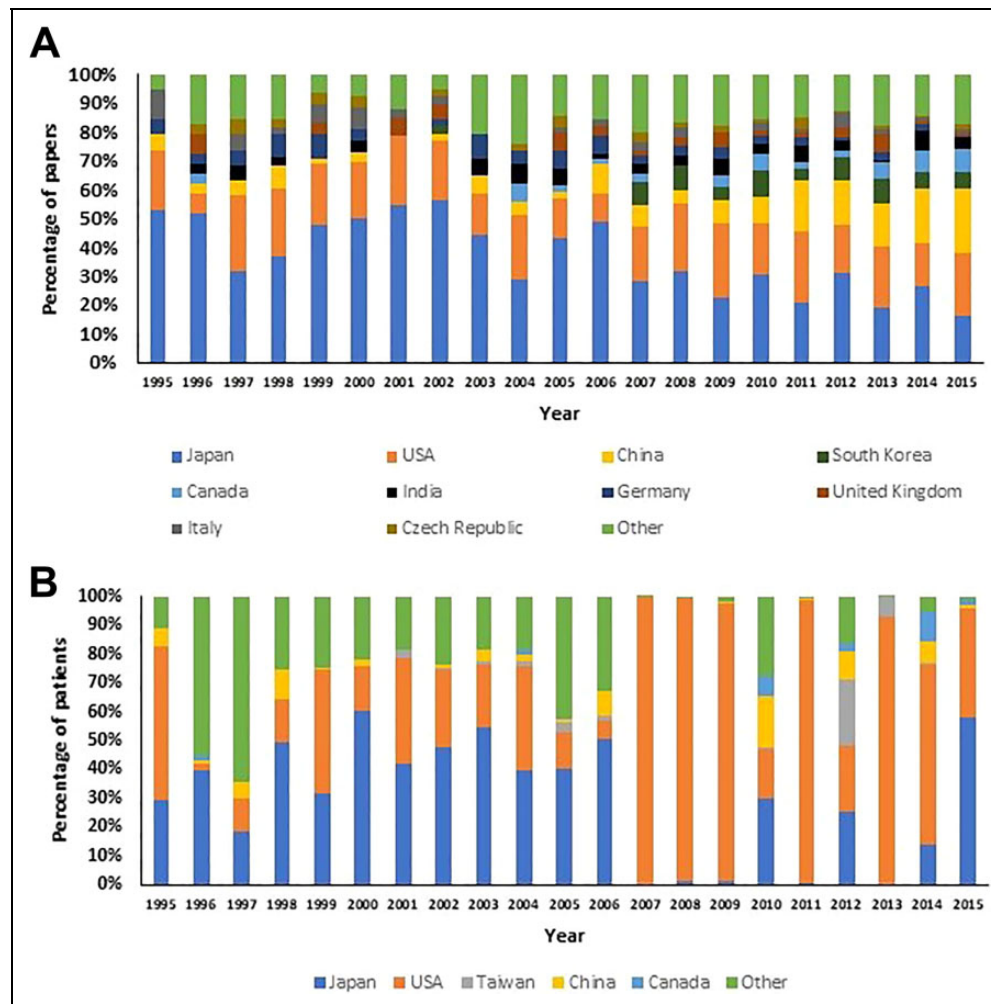 A
Percentage of papers
100%
90%
80%
70%
60%
50%
40%
30%
20%
10%
0%
1995 1996 1997 1998 1999 2000 2001 2002 2003 2004 2005 2006 2007 2008 2009 2010 2011 2012 2013 2014 2015
Year
Japan USA China South Korea
Canada India Germany United Kingdom
Italy Czech Republic Other
B
Percentage of patients
100%
90%
80%
70%
60%
50%
40%
30%
20%
10%
0%
1995 1996 1997 1998 1999 2000 2001 2002 2003 2004 2005 2006 2007 2008 2009 2010 2011 2012 2013 2014 2015
Year
Japan USA Taiwan China Canada Other